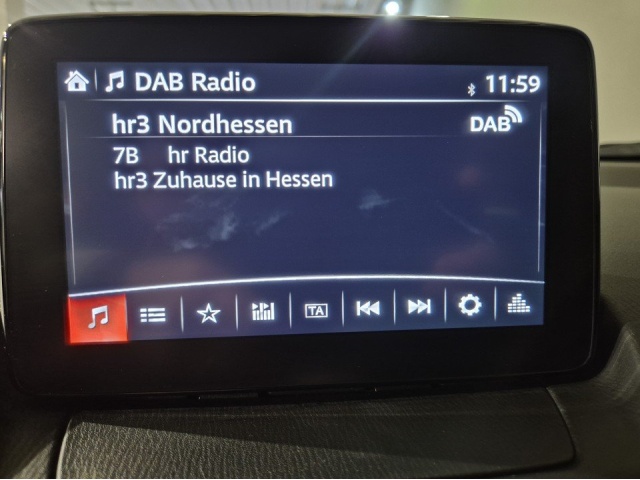 DAB Radio 11:59
hr3 Nordhessen DAB
7B hr Radio
hr3 Zuhause in Hessen
TA